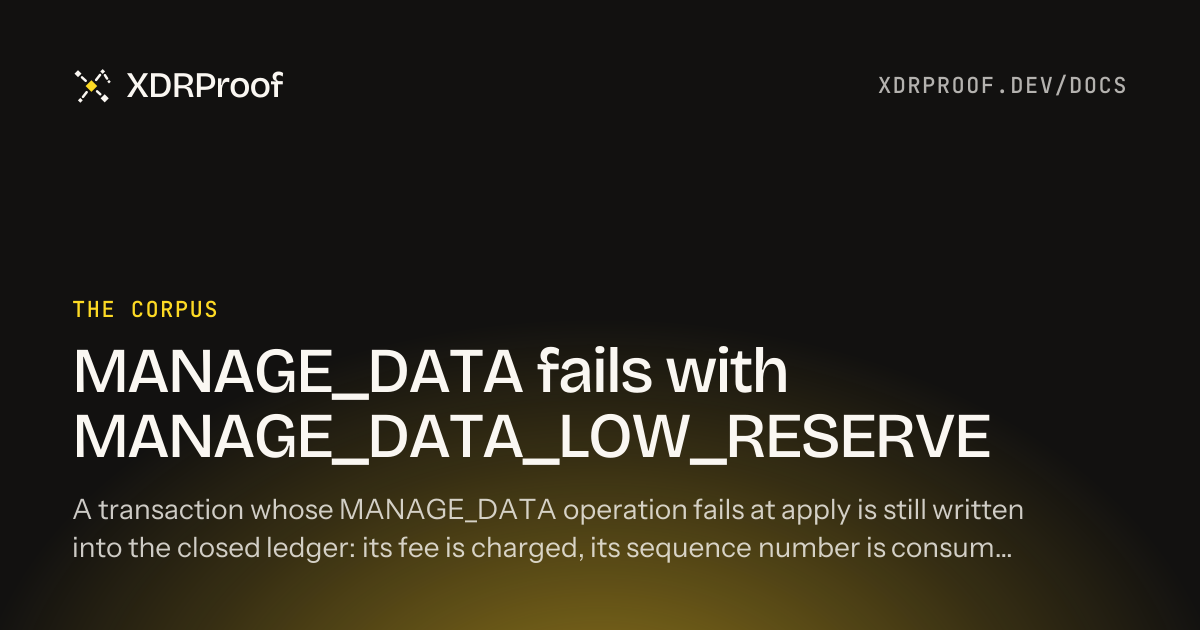 XDRProof
XDRPROOF.DEV/DOCS
THE CORPUS
MANAGE_DATA fails with
MANAGE_DATA_LOW_RESERVE
A transaction whose MANAGE_DATA operation fails at apply is still written
into the closed ledger: its fee is charged, its sequence number is consum...